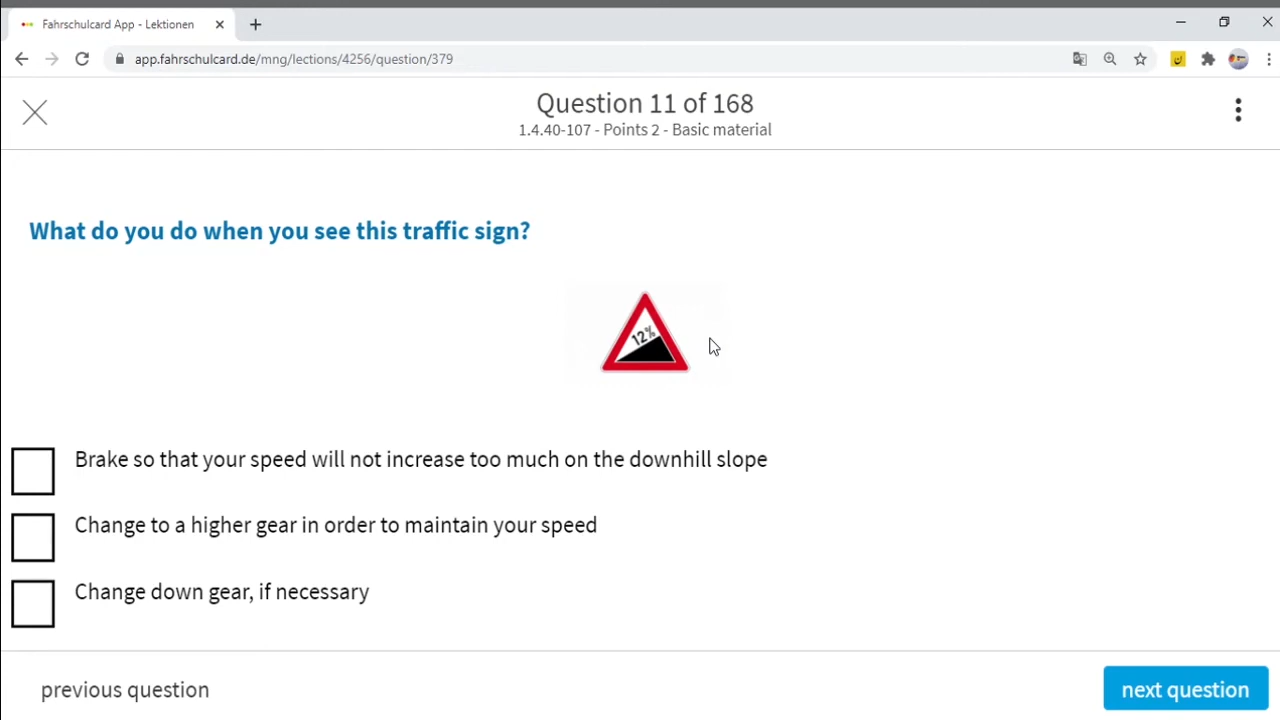 Fahrschulcard App - Lektionen
app.fahrschulcard.de/mng/lections/4256/question/379
Question 11 of 168
1.4.40-107 - Points 2 - Basic material
What do you do when you see this traffic sign?
12%
Brake so that your speed will not increase too much on the downhill slope
Change to a higher gear in order to maintain your speed
Change down gear, if necessary
previous question
next question